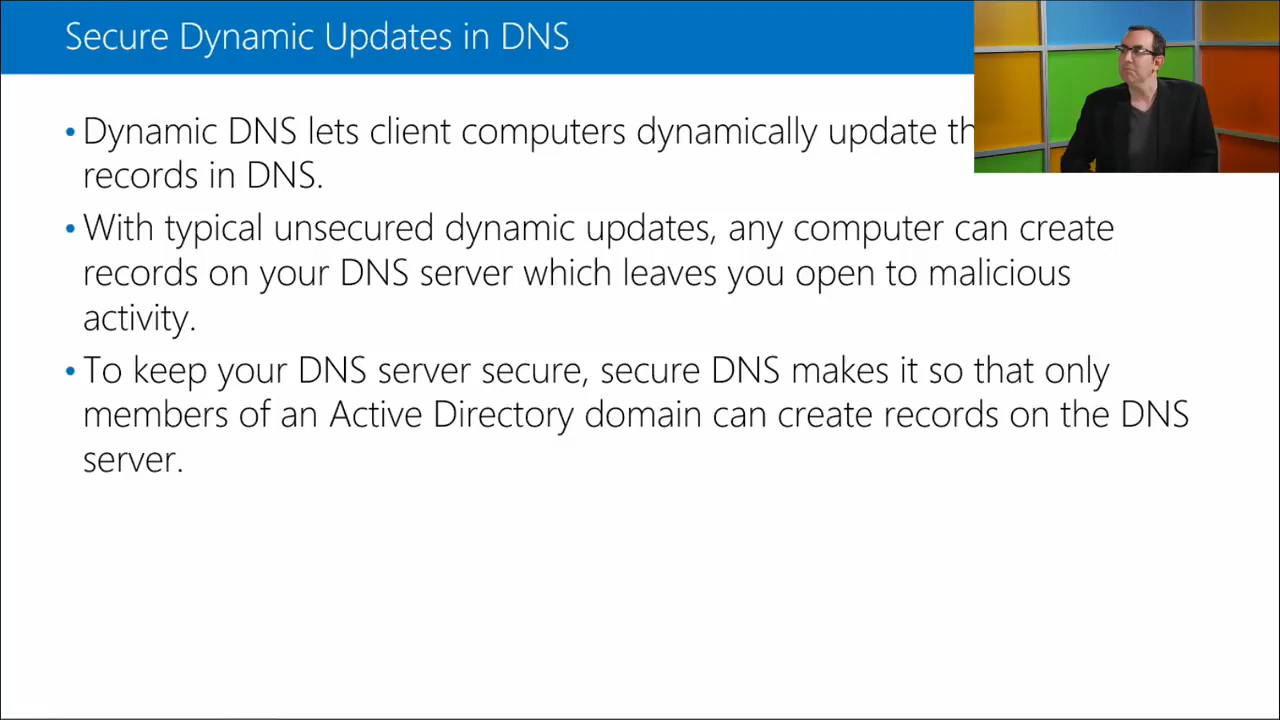 Secure Dynamic Updates in DNS
• Dynamic DNS lets client computers dynamically update
records in DNS.
• With typical unsecured dynamic updates, any computer can create
records on your DNS server which leaves you open to malicious
activity.
• To keep your DNS server secure, secure DNS makes it so that only
members of an Active Directory domain can create records on the DNS
server.